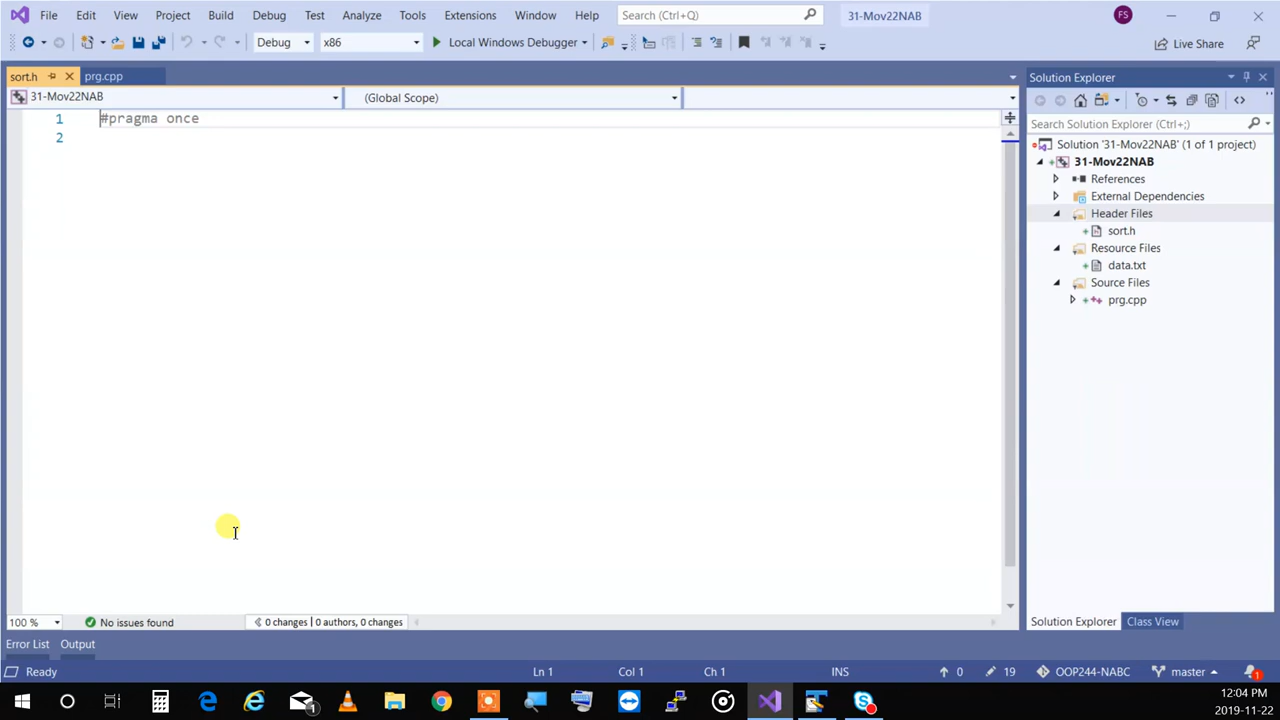 File Edit View Project Build Debug Test Analyze Tools Extensions Window Help Search (Ctrl+Q) 31-Mov22NAB FS
Debug x86 Local Windows Debugger Live Share
sort.h prg.cpp
31-Mov22NAB (Global Scope)
1 #pragma once
2
Solution Explorer
Search Solution Explorer (Ctrl+;)
Solution '31-Mov22NAB' (1 of 1 project)
31-Mov22NAB
References
External Dependencies
Header Files
sort.h
Resource Files
data.txt
Source Files
prg.cpp
100 % No issues found 0 changes | 0 authors, 0 changes
Solution Explorer Class View
Error List Output
Ready Ln 1 Col 1 Ch 1 INS 0 19 OOP244-NABC master 1
1
12:04 PM
2019-11-22